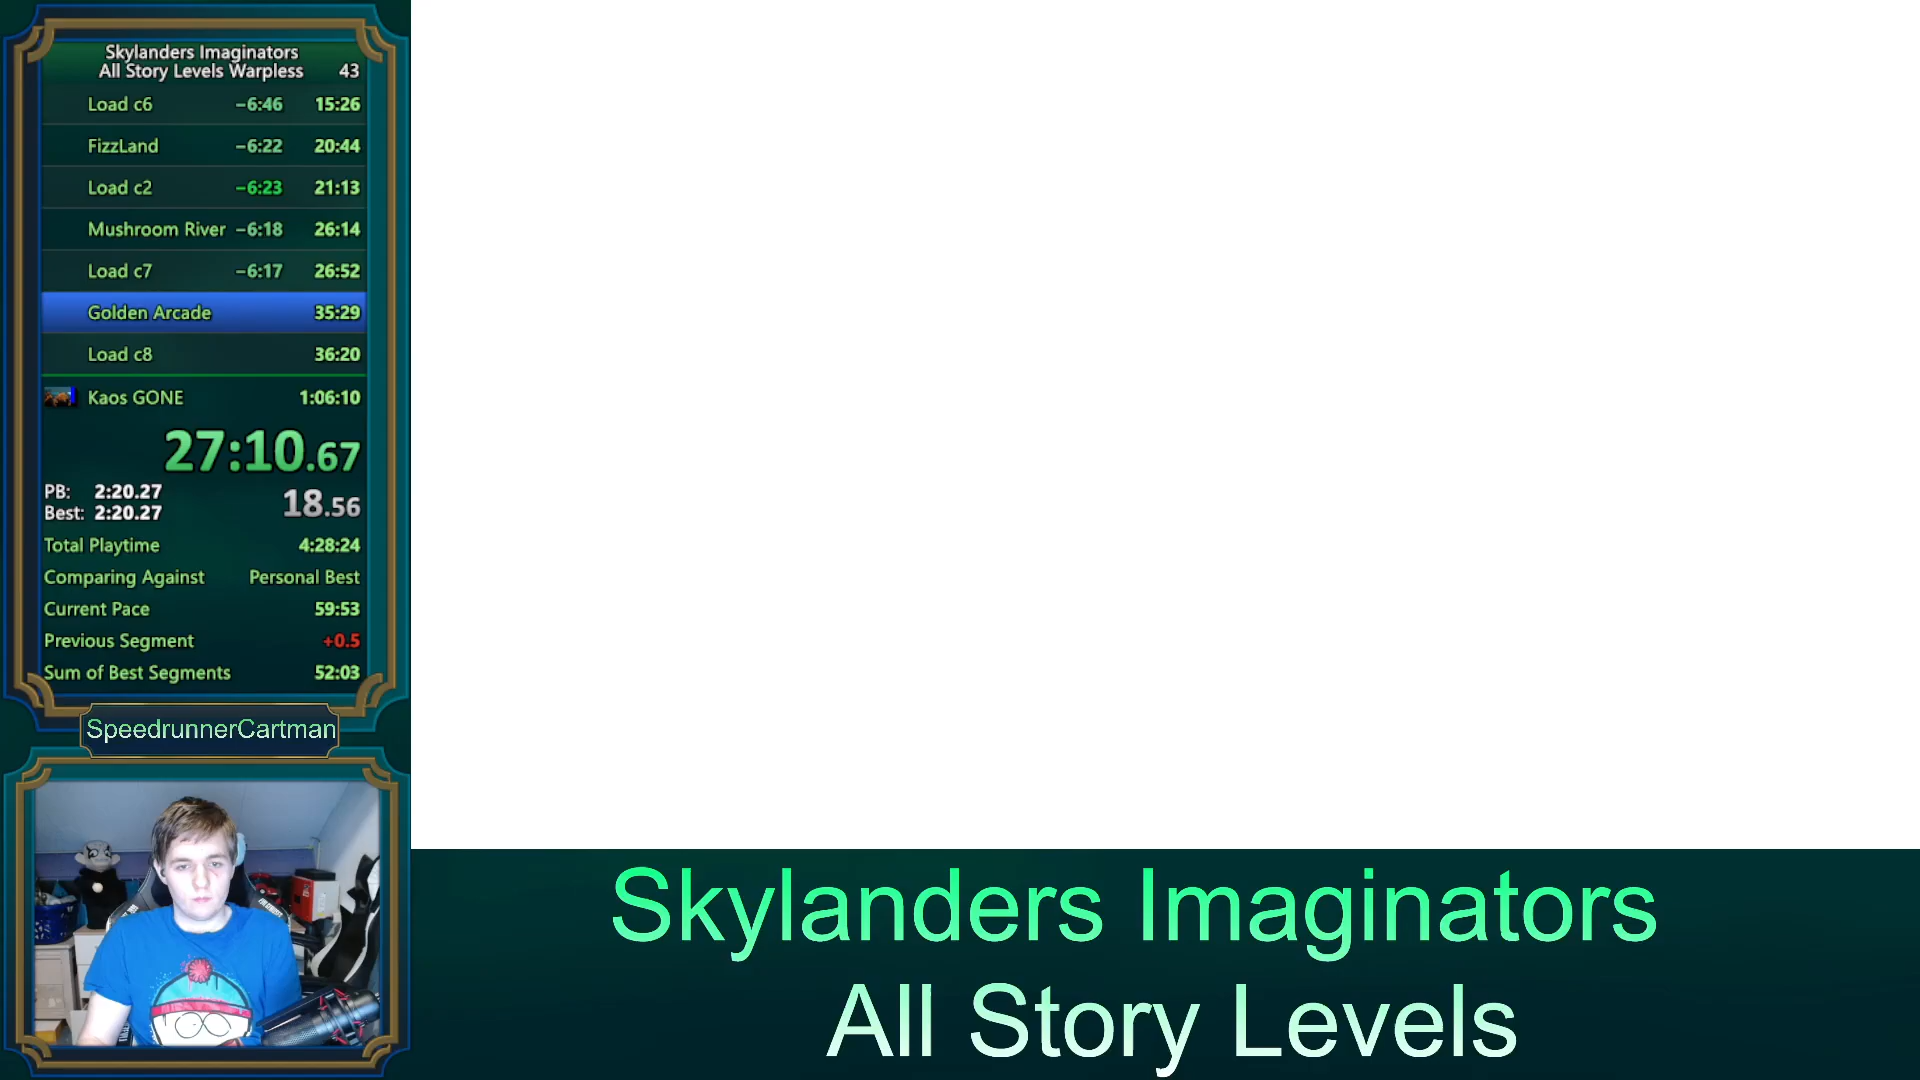 Skylanders Imaginators
All Story Levels Warpless 43
Load c6 −6:46 15:26
FizzLand −6:22 20:44
Load c2 −6:23 21:13
Mushroom River −6:18 26:14
Load c7 −6:17 26:52
Golden Arcade 35:29
Load c8 36:20
Kaos GONE 1:06:10
27:10.67
PB: 2:20.27 18.56
Best: 2:20.27
Total Playtime 4:28:24
Comparing Against Personal Best
Current Pace 59:53
Previous Segment +0.5
Sum of Best Segments 52:03
SpeedrunnerCartman
Skylanders Imaginators
All Story Levels